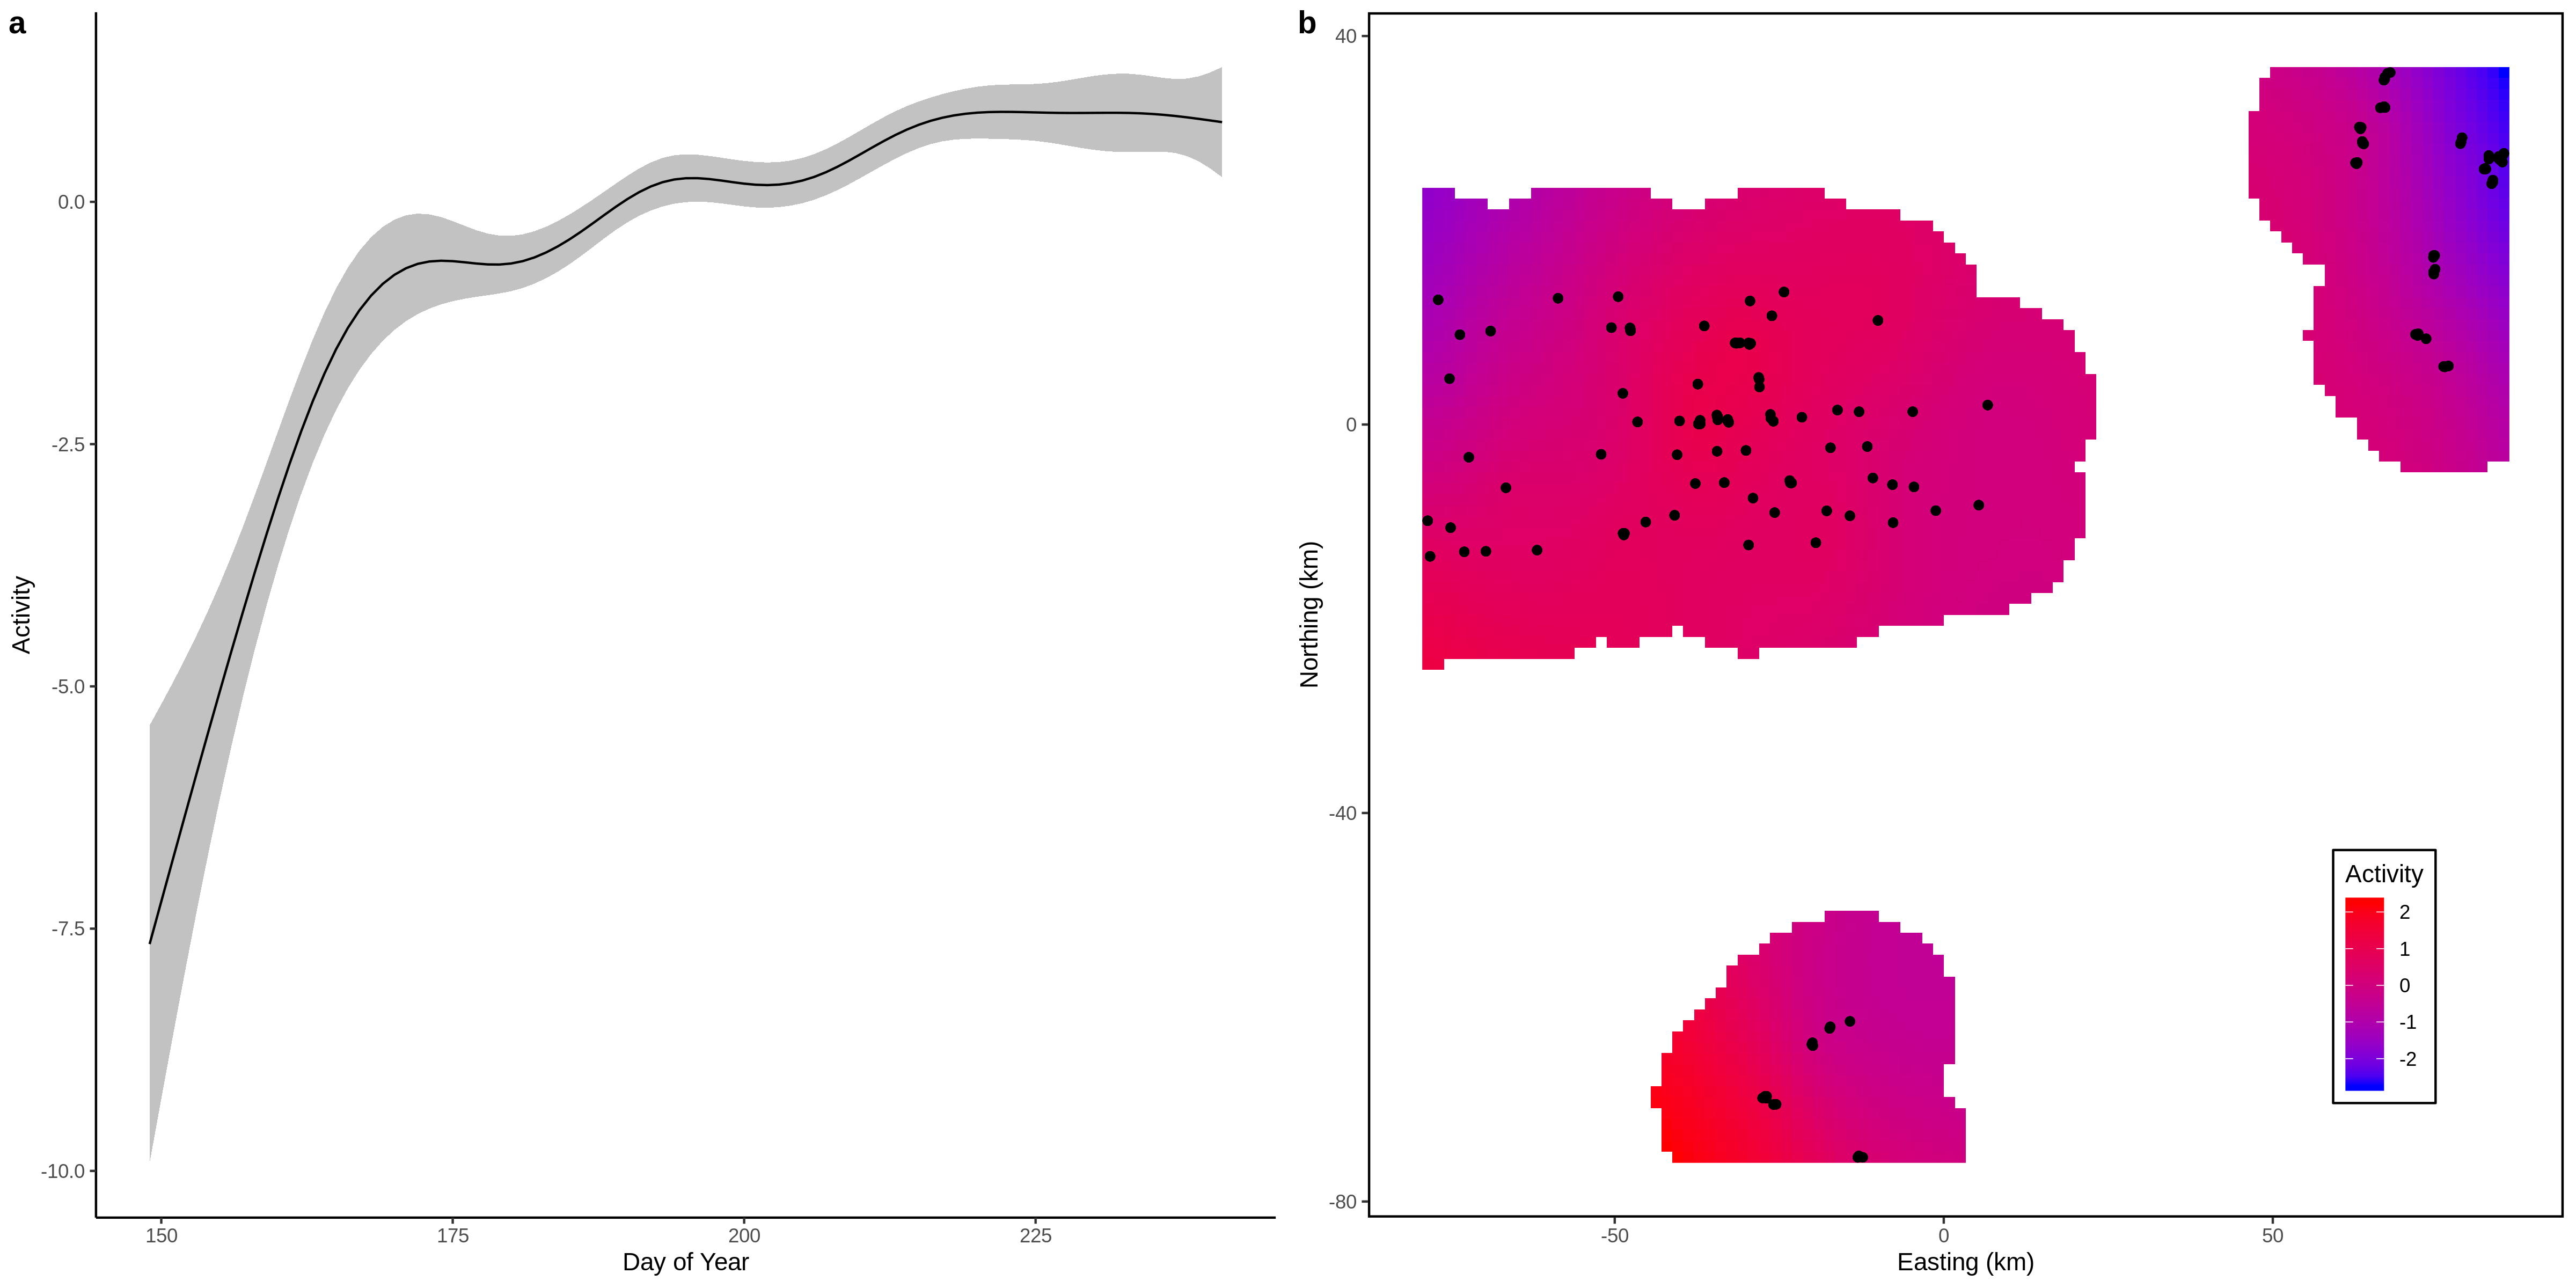 a
0.0
-2.5
-5.0
-7.5
-10.0
Activity
150 175 200 225
Day of Year
b
40
0
-40
-80
Northing (km)
Activity
2
1
0
-1
-2
-50 0 50
Easting (km)